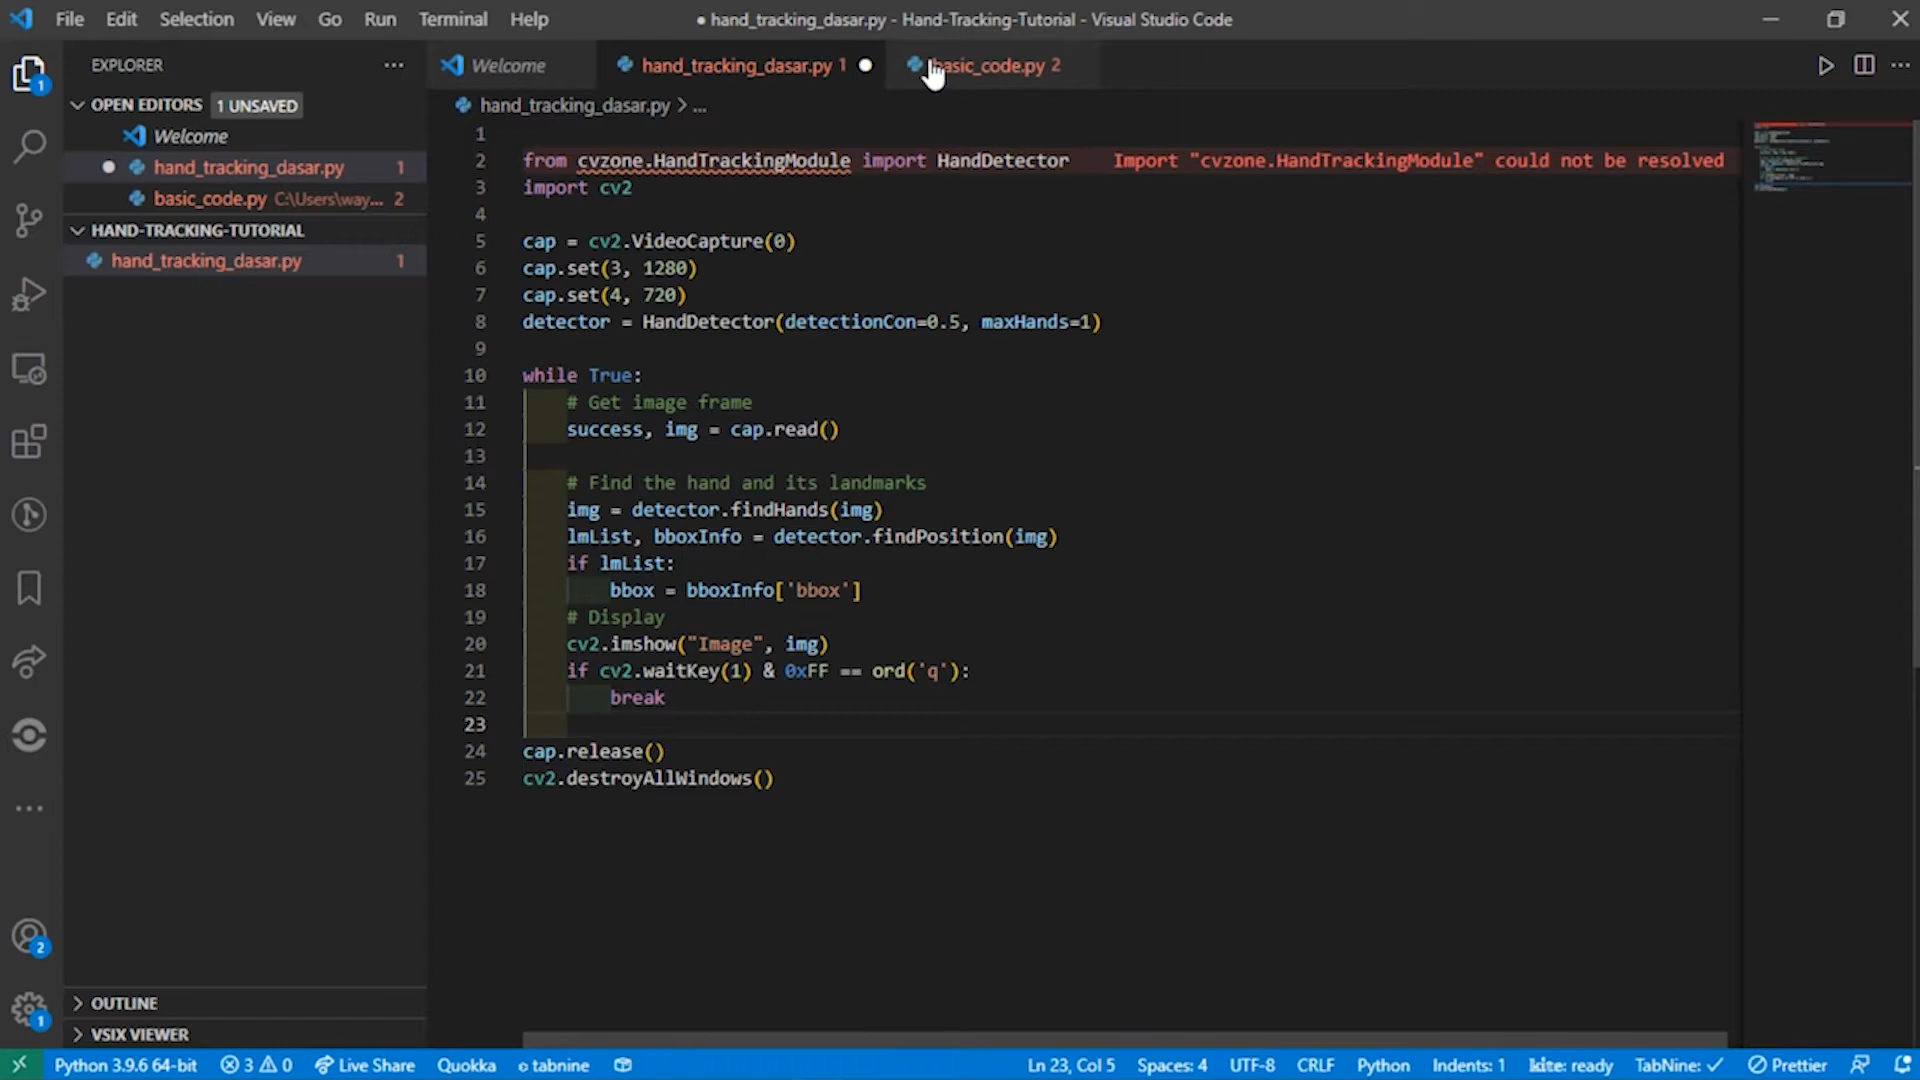 File Edit Selection View Go Run Terminal Help ● hand_tracking_dasar.py - Hand-Tracking-Tutorial - Visual Studio Code
EXPLORER ...
Welcome hand_tracking_dasar.py 1 basic_code.py 2
OPEN EDITORS 1 UNSAVED
Welcome
hand_tracking_dasar.py 1
basic_code.py C:\Users\way... 2
HAND-TRACKING-TUTORIAL
hand_tracking_dasar.py 1
OUTLINE
VSIX VIEWER
hand_tracking_dasar.py > ...
1
2 from cvzone.HandTrackingModule import HandDetector Import "cvzone.HandTrackingModule" could not be resolved
3 import cv2
4
5 cap = cv2.VideoCapture(0)
6 cap.set(3, 1280)
7 cap.set(4, 720)
8 detector = HandDetector(detectionCon=0.5, maxHands=1)
9
10 while True:
11 # Get image frame
12 success, img = cap.read()
13
14 # Find the hand and its landmarks
15 img = detector.findHands(img)
16 lmList, bboxInfo = detector.findPosition(img)
17 if lmList:
18 bbox = bboxInfo['bbox']
19 # Display
20 cv2.imshow("Image", img)
21 if cv2.waitKey(1) & 0xFF == ord('q'):
22 break
23
24 cap.release()
25 cv2.destroyAllWindows()
1
2
1
Python 3.9.6 64-bit 3 0 Live Share Quokka tabnine Ln 23, Col 5 Spaces: 4 UTF-8 CRLF Python Indents: 1 kite: ready TabNine: ✓ Prettier